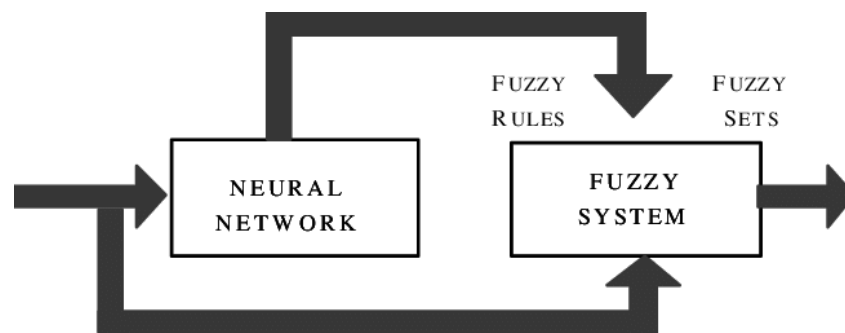 FUZZY
RULES
FUZZY
SETS
NEURAL
NETWORK
FUZZY
SYSTEM